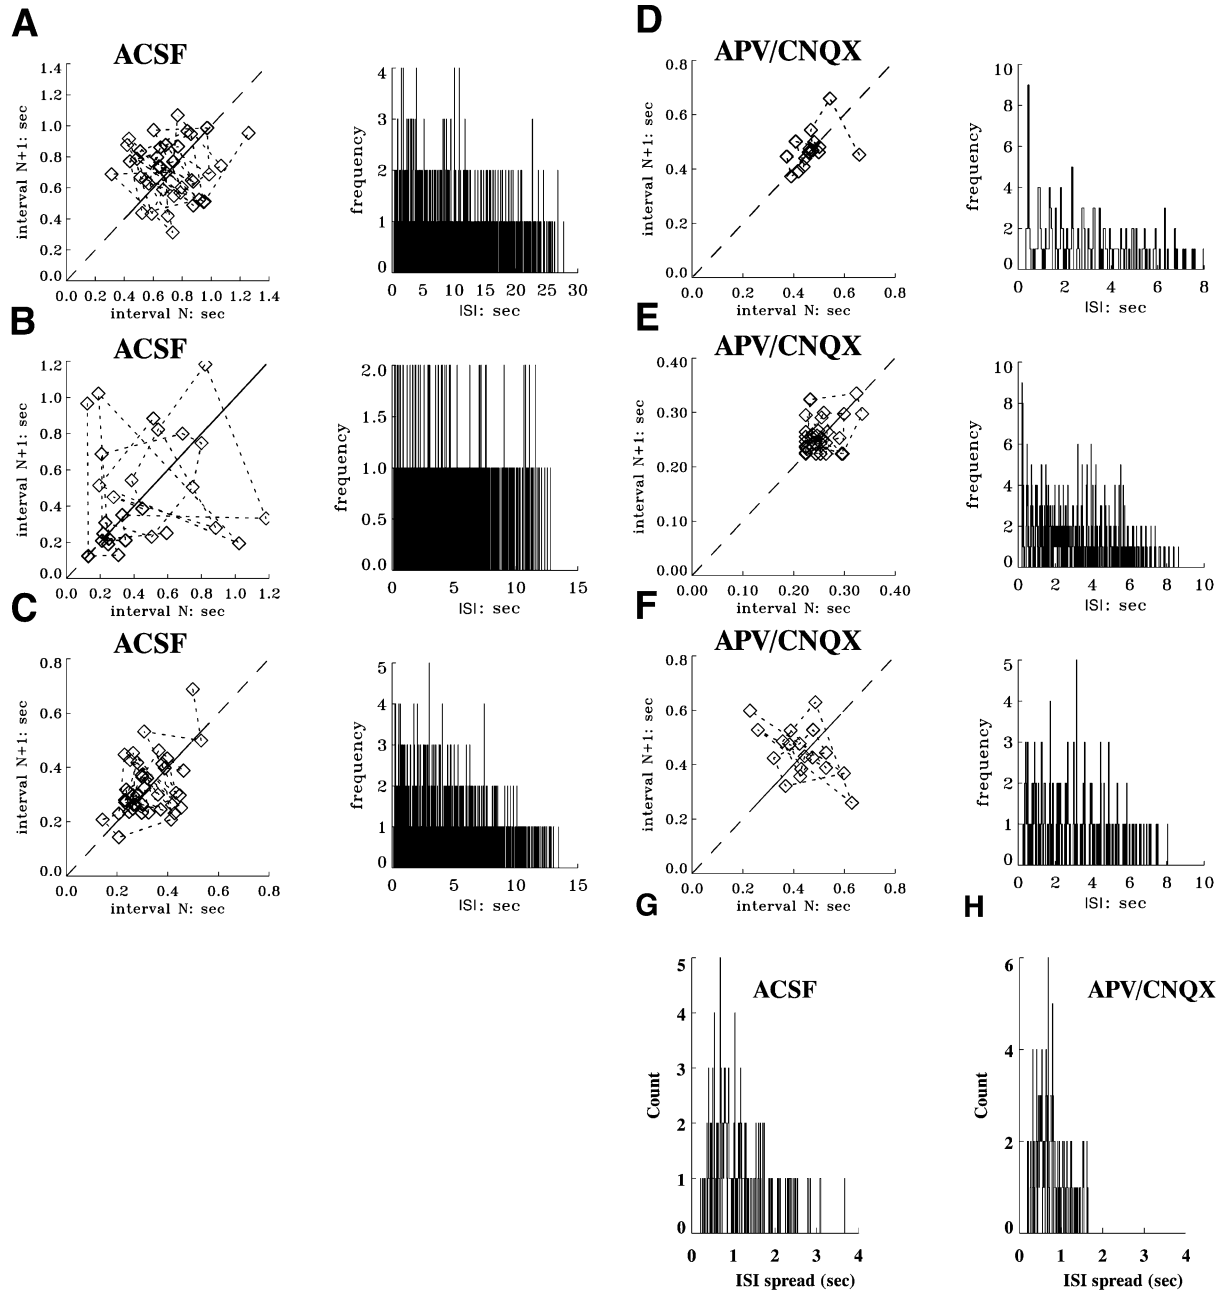 A
ACSF
interval N+1: sec
1.4
1.2
1.0
0.8
0.6
0.4
0.2
0.0
0.0 0.2 0.4 0.6 0.8 1.0 1.2 1.4
interval N: sec
frequency
4
3
2
1
0
0 5 10 15 20 25 30
ISI: sec
B
ACSF
interval N+1: sec
1.2
1.0
0.8
0.6
0.4
0.2
0.0
0.0 0.2 0.4 0.6 0.8 1.0 1.2
interval N: sec
frequency
2.0
1.5
1.0
0.5
0.0
0 5 10 15
ISI: sec
C
ACSF
interval N+1: sec
0.8
0.6
0.4
0.2
0.0
0.0 0.2 0.4 0.6 0.8
interval N: sec
frequency
5
4
3
2
1
0
0 5 10 15
ISI: sec
D
APV/CNQX
interval N+1: sec
0.8
0.6
0.4
0.2
0.0
0.0 0.2 0.4 0.6 0.8
interval N: sec
frequency
10
8
6
4
2
0
0 2 4 6 8
ISI: sec
E
APV/CNQX
interval N+1: sec
0.40
0.30
0.20
0.10
0.00
0.00 0.10 0.20 0.30 0.40
interval N: sec
frequency
10
8
6
4
2
0
0 2 4 6 8 10
ISI: sec
F
APV/CNQX
interval N+1: sec
0.8
0.6
0.4
0.2
0.0
0.0 0.2 0.4 0.6 0.8
interval N: sec
frequency
5
4
3
2
1
0
0 2 4 6 8 10
ISI: sec
G
ACSF
Count
5
4
3
2
1
0
0 1 2 3 4
ISI spread (sec)
H
APV/CNQX
Count
6
4
2
0
0 1 2 3 4
ISI spread (sec)